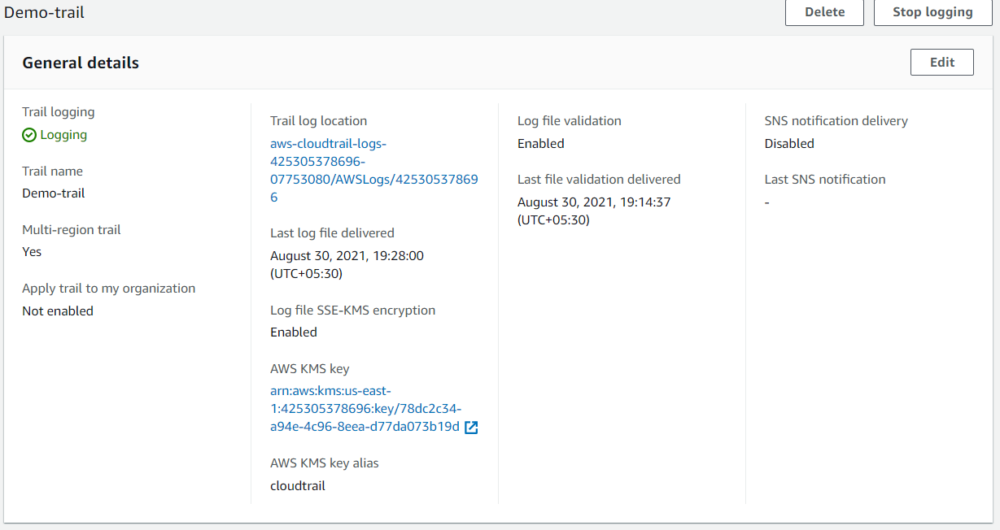 Demo-trail
Delete
Stop logging
General details
Edit
Trail logging
Logging
Trail name
Demo-trail
Multi-region trail
Yes
Apply trail to my organization
Not enabled
Trail log location
aws-cloudtrail-logs-
425305378696-
07753080/AWSLogs/42530537869
6
Last log file delivered
August 30, 2021, 19:28:00
(UTC+05:30)
Log file SSE-KMS encryption
Enabled
AWS KMS key
arn:aws:kms:us-east-
1:425305378696:key/78dc2c34-
a94e-4c96-8eea-d77da073b19d
AWS KMS key alias
cloudtrail
Log file validation
Enabled
Last file validation delivered
August 30, 2021, 19:14:37
(UTC+05:30)
SNS notification delivery
Disabled
Last SNS notification
-